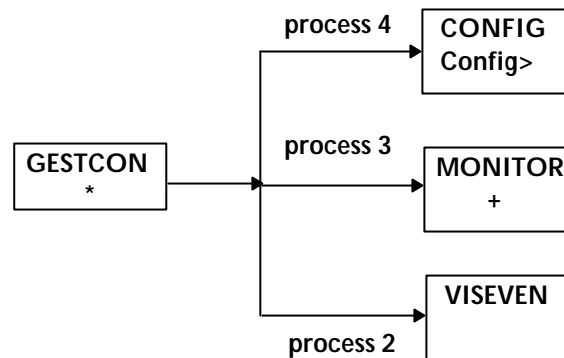 process 4
CONFIG
Config>
process 3
GESTCON
*
MONITOR
+
VISEVEN
process 2